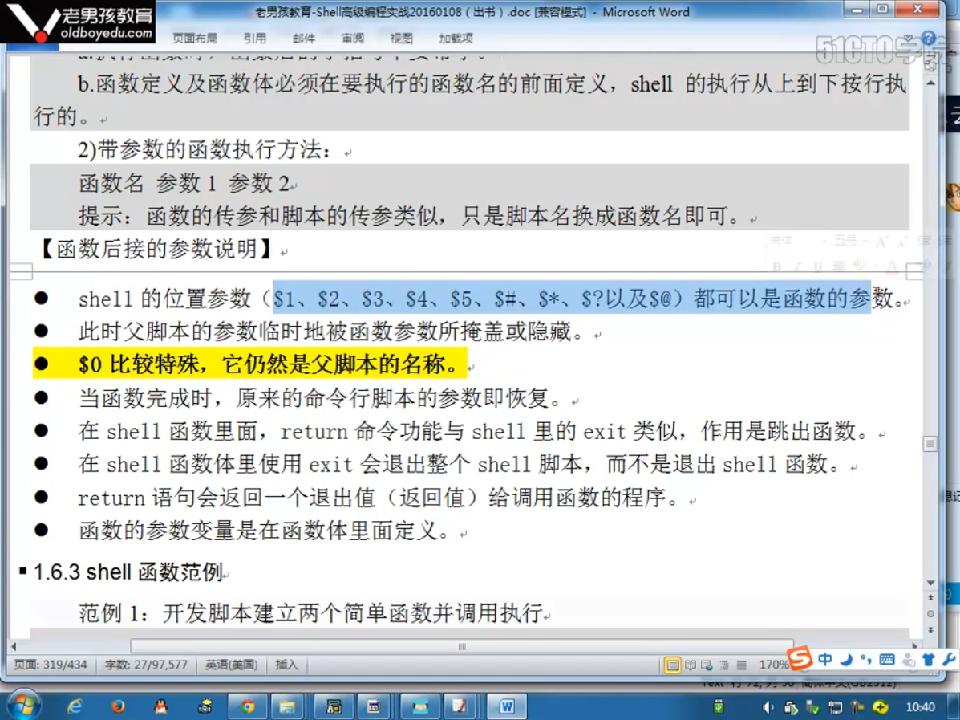 老男孩教育
oldboyedu.com
老男孩教育-Shell高级编程实战20160108（出书）.doc [兼容模式] - Microsoft Word
页面布局 引用 邮件 审阅 视图 加载项
51CTO学院
b.函数定义及函数体必须在要执行的函数名的前面定义，shell 的执行从上到下按行执
行的。
2)带参数的函数执行方法：
函数名 参数1 参数2
提示：函数的传参和脚本的传参类似，只是脚本名换成函数名即可。
【函数后接的参数说明】
● shell 的位置参数（$1、$2、$3、$4、$5、$#、$*、$?以及$@）都可以是函数的参数。
● 此时父脚本的参数临时地被函数参数所掩盖或隐藏。
● $0 比较特殊，它仍然是父脚本的名称。
● 当函数完成时，原来的命令行脚本的参数即恢复。
● 在 shell 函数里面，return 命令功能与 shell 里的 exit 类似，作用是跳出函数。
● 在 shell 函数体里使用 exit 会退出整个 shell 脚本，而不是退出 shell 函数。
● return 语句会返回一个退出值（返回值）给调用函数的程序。
● 函数的参数变量是在函数体里面定义。
▪ 1.6.3 shell 函数范例
范例 1：开发脚本建立两个简单函数并调用执行
页面: 319/434 字数: 27/97,577 英语(美国) 插入 170%
中
10:40